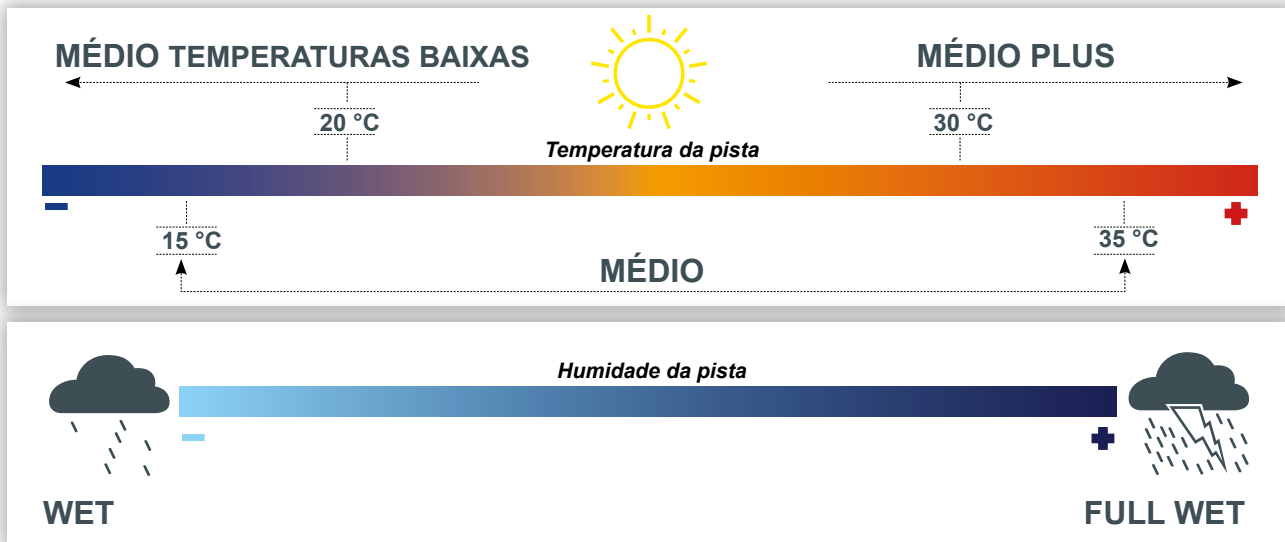 MÉDIO TEMPERATURAS BAIXAS
MÉDIO PLUS
20 °C
30 °C
Temperatura da pista
15 °C
35 °C
MÉDIO
Humidade da pista
WET
FULL WET